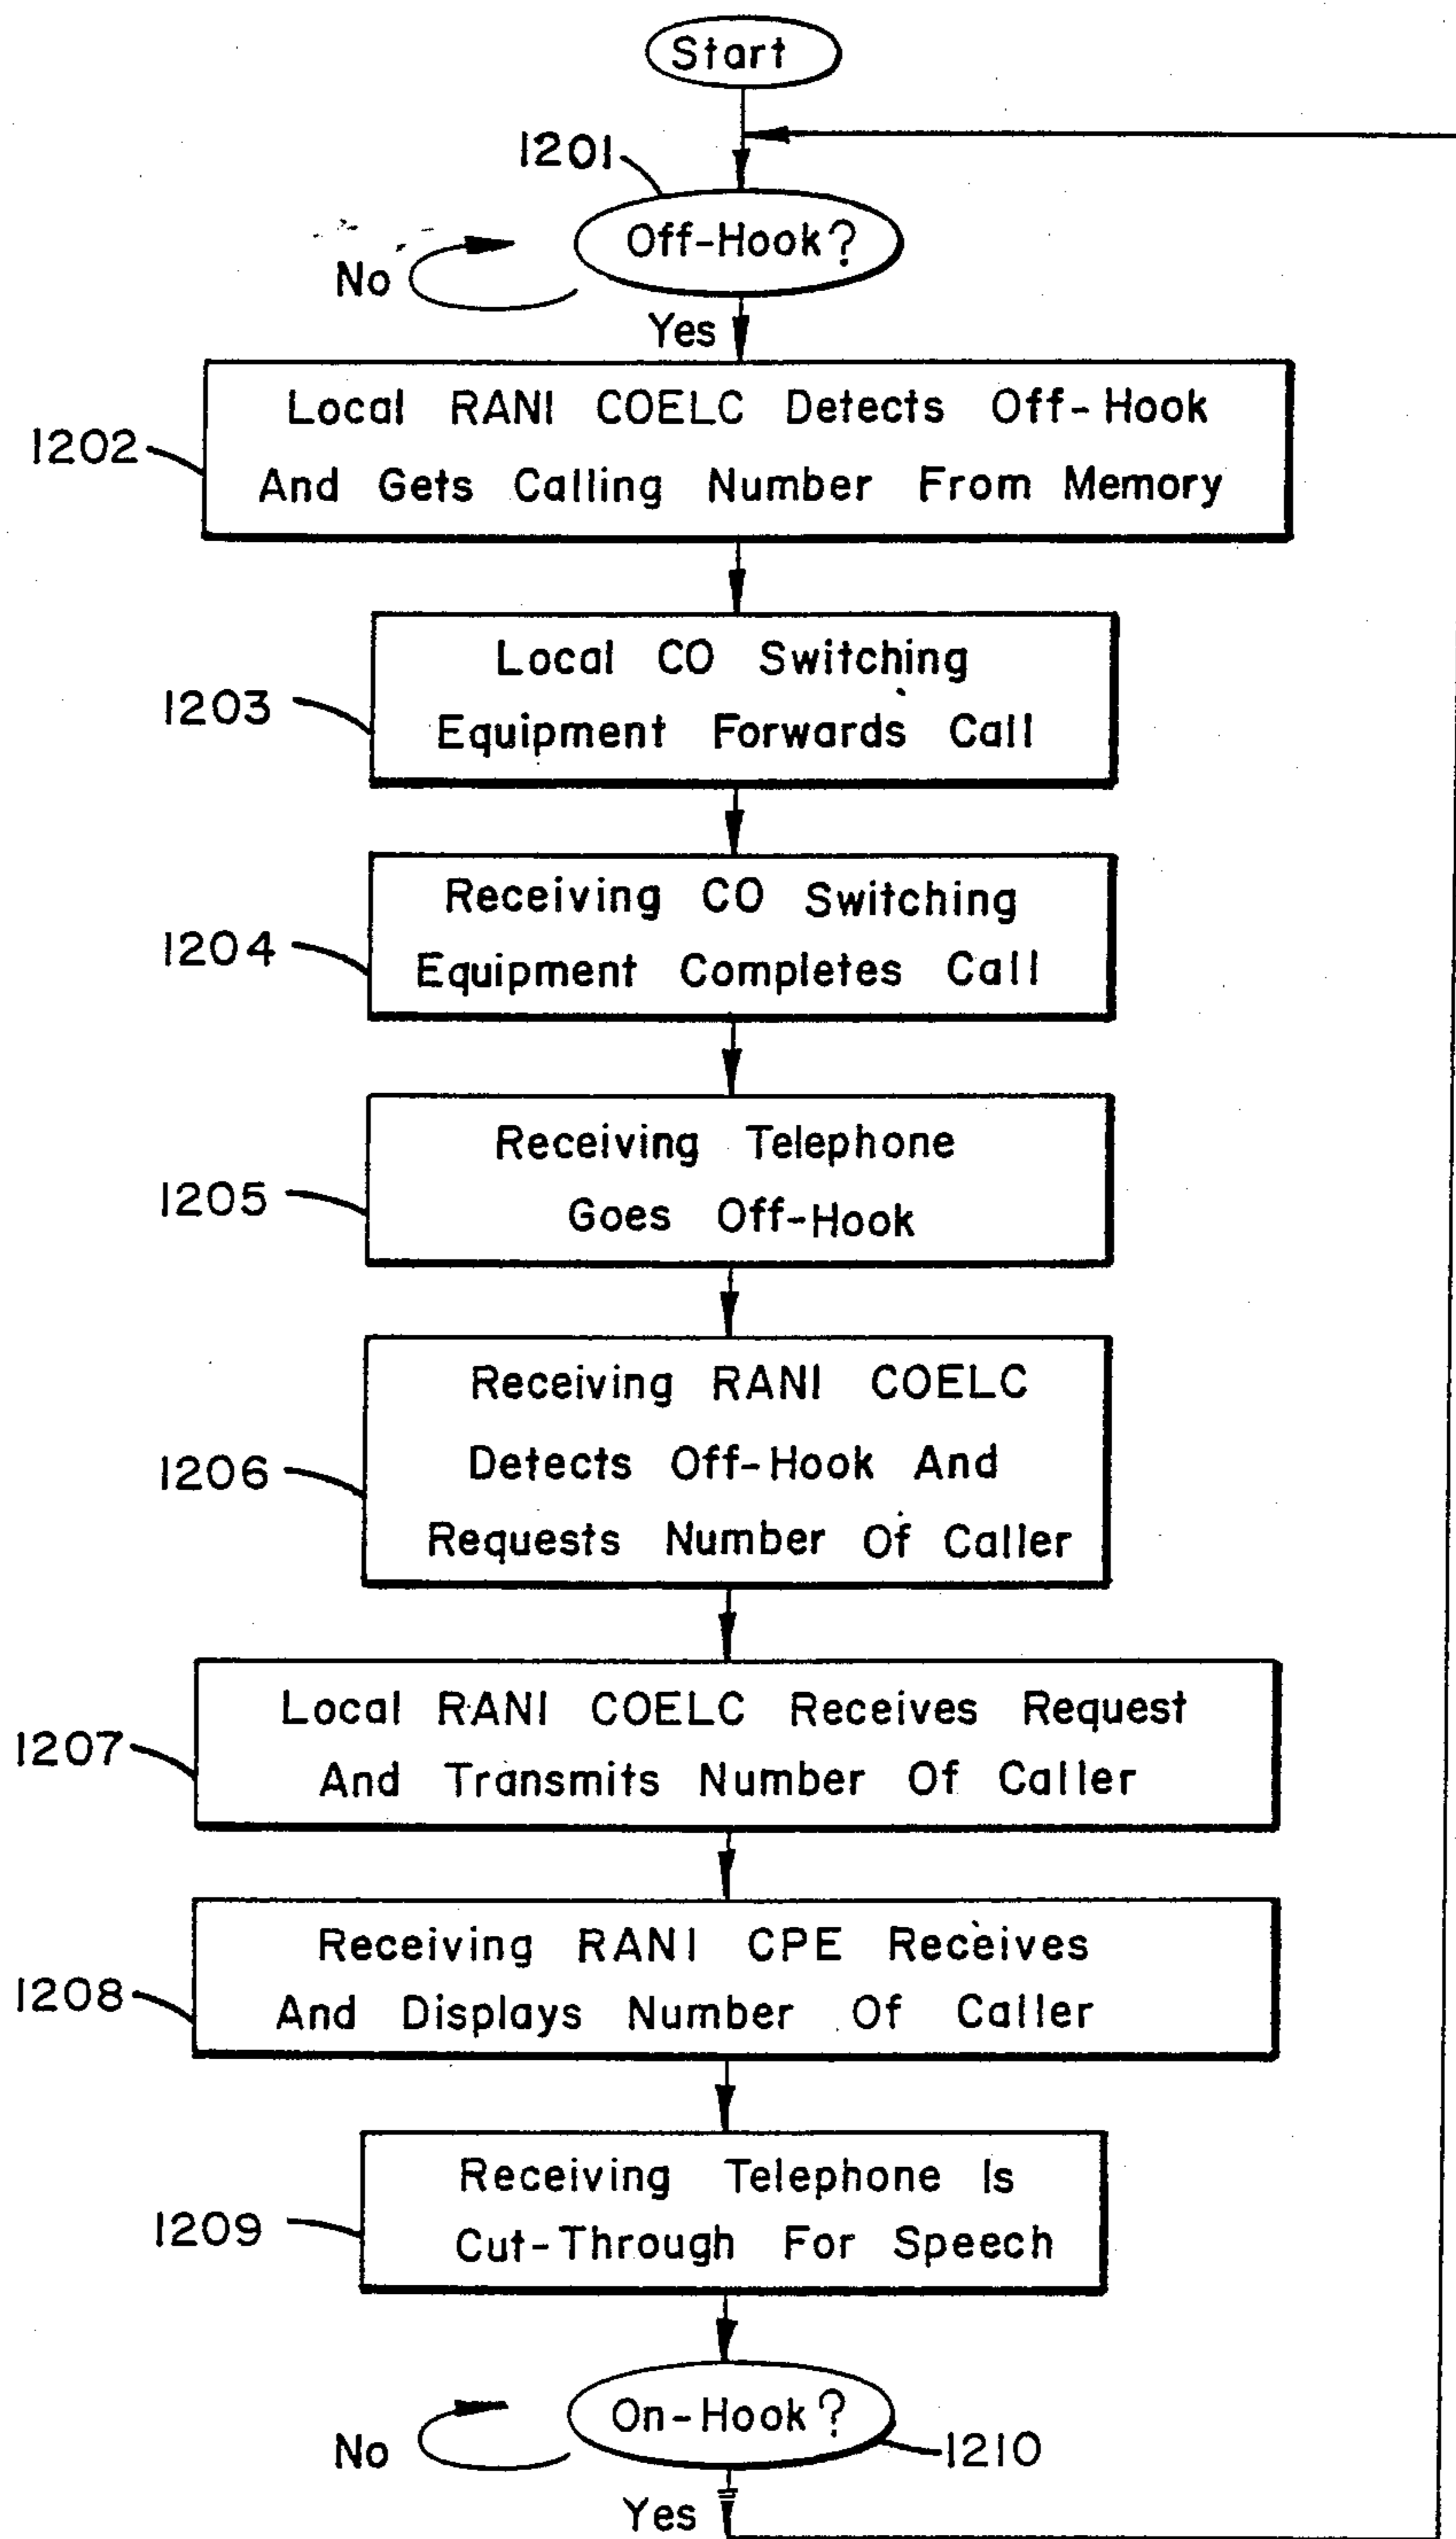 Start
1201
Off-Hook?
No
Yes
Local RANI COELC Detects Off-Hook
1202
And Gets Calling Number From Memory
Local CO Switching
1203
Equipment Forwards Call
Receiving CO Switching
1204
Equipment Completes Call
Receiving Telephone
1205
Goes Off-Hook
Receiving RANI COELC
1206
Detects Off-Hook And
Requests Number Of Caller
Local RANI COELC Receives Request
1207
And Transmits Number Of Caller
Receiving RANI CPE Receives
1208
And Displays Number Of Caller
Receiving Telephone Is
1209
Cut-Through For Speech
On-Hook?
No
1210
Yes